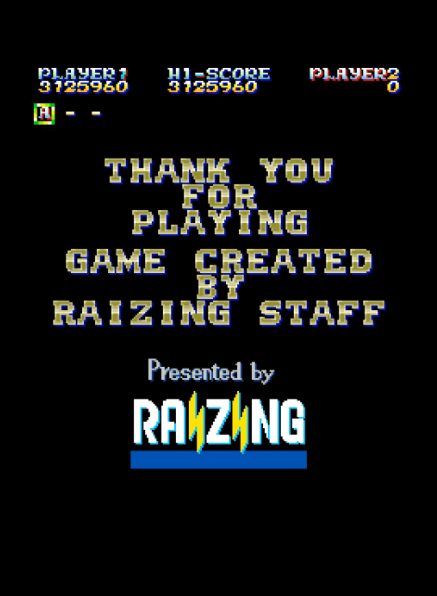 PLAYER1 HI-SCORE PLAYER2
3125960 3125960 0
A - -
THANK YOU
FOR
PLAYING
GAME CREATED
BY
RAIZING STAFF
Presented by
RAIZING